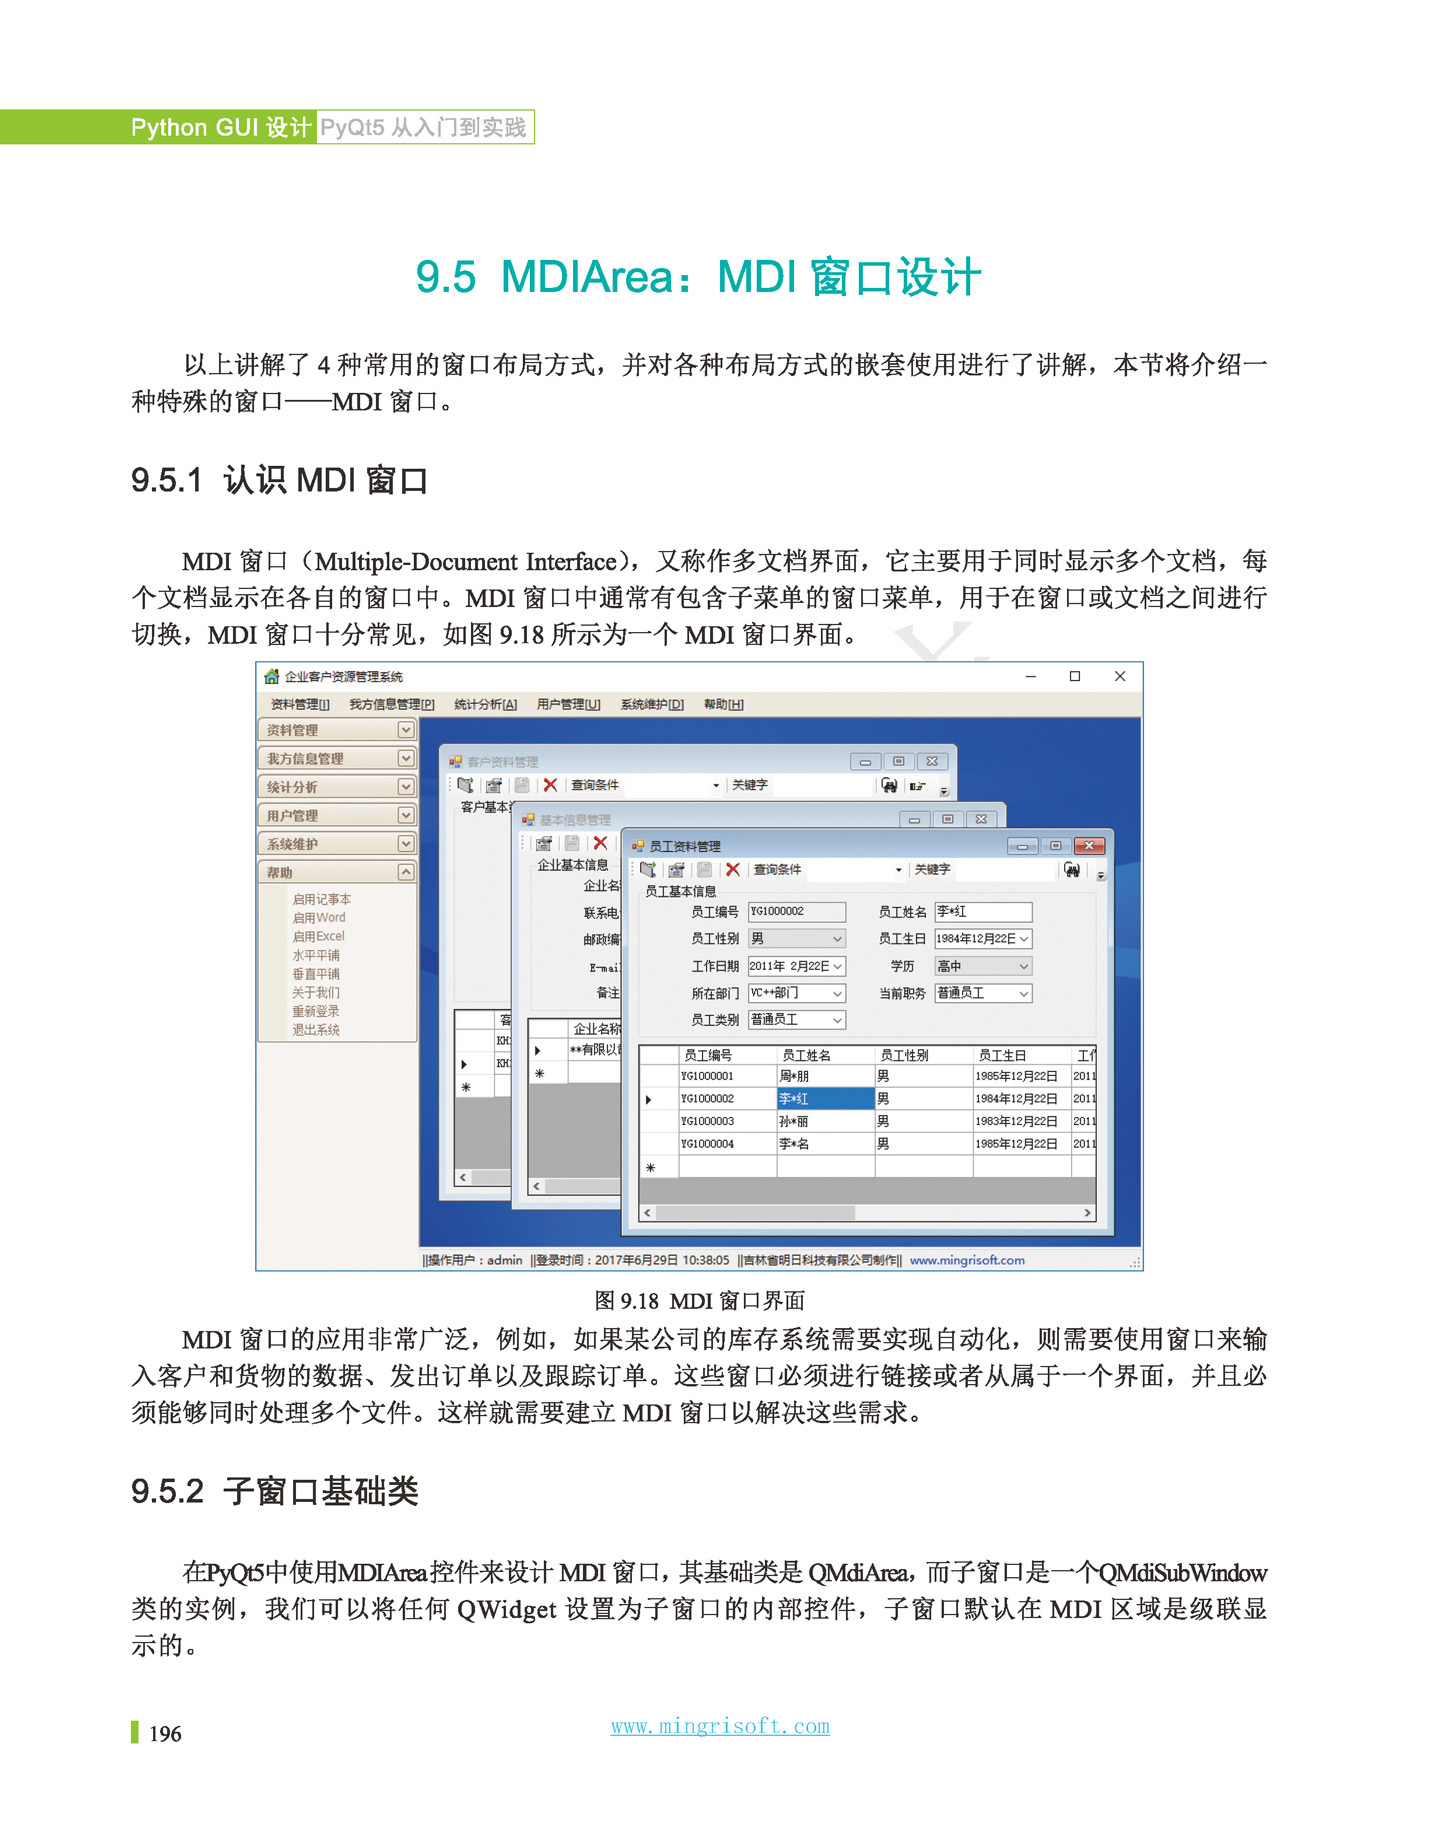 Python GUI 设计 PyQt5 从入门到实践
9.5 MDIArea：MDI 窗口设计
以上讲解了 4 种常用的窗口布局方式，并对各种布局方式的嵌套使用进行了讲解，本节将介绍一
种特殊的窗口——MDI 窗口。
9.5.1 认识 MDI 窗口
MDI 窗口（Multiple-Document Interface），又称作多文档界面，它主要用于同时显示多个文档，每
个文档显示在各自的窗口中。MDI 窗口中通常有包含子菜单的窗口菜单，用于在窗口或文档之间进行
切换，MDI 窗口十分常见，如图 9.18 所示为一个 MDI 窗口界面。
企业客户资源管理系统
资料管理[I] 我方信息管理[P] 统计分析[A] 用户管理[U] 系统维护[D] 帮助[H]
资料管理
我方信息管理
统计分析
用户管理
系统维护
帮助
启用记事本
启用Word
启用Excel
水平平铺
垂直平铺
关于我们
重新登录
退出系统
客户资料管理
查询条件 关键字
客户基本
客
KH
KH
*
基本信息管理
企业基本信息
企业名
联系电
邮政编
E-mai
备注
企业名称
**有限以
*
员工资料管理
查询条件 关键字
员工基本信息
员工编号 YG1000002 员工姓名 李*红
员工性别 男 员工生日 1984年12月22日
工作日期 2011年 2月22日 学历 高中
所在部门 VC++部门 当前职务 普通员工
员工类别 普通员工
员工编号 员工姓名 员工性别 员工生日 工作
YG1000001 周*朋 男 1985年12月22日 2011
YG1000002 李*红 男 1984年12月22日 2011
YG1000003 孙*丽 男 1983年12月22日 2011
YG1000004 李*名 男 1985年12月22日 2011
*
||操作用户：admin ||登录时间：2017年6月29日 10:38:05 ||吉林省明日科技有限公司制作|| www.mingrisoft.com
图 9.18 MDI 窗口界面
MDI 窗口的应用非常广泛，例如，如果某公司的库存系统需要实现自动化，则需要使用窗口来输
入客户和货物的数据、发出订单以及跟踪订单。这些窗口必须进行链接或者从属于一个界面，并且必
须能够同时处理多个文件。这样就需要建立 MDI 窗口以解决这些需求。
9.5.2 子窗口基础类
在PyQt5中使用MDIArea控件来设计 MDI 窗口，其基础类是 QMdiArea，而子窗口是一个QMdiSubWindow
类的实例，我们可以将任何 QWidget 设置为子窗口的内部控件，子窗口默认在 MDI 区域是级联显
示的。
196
www.mingrisoft.com